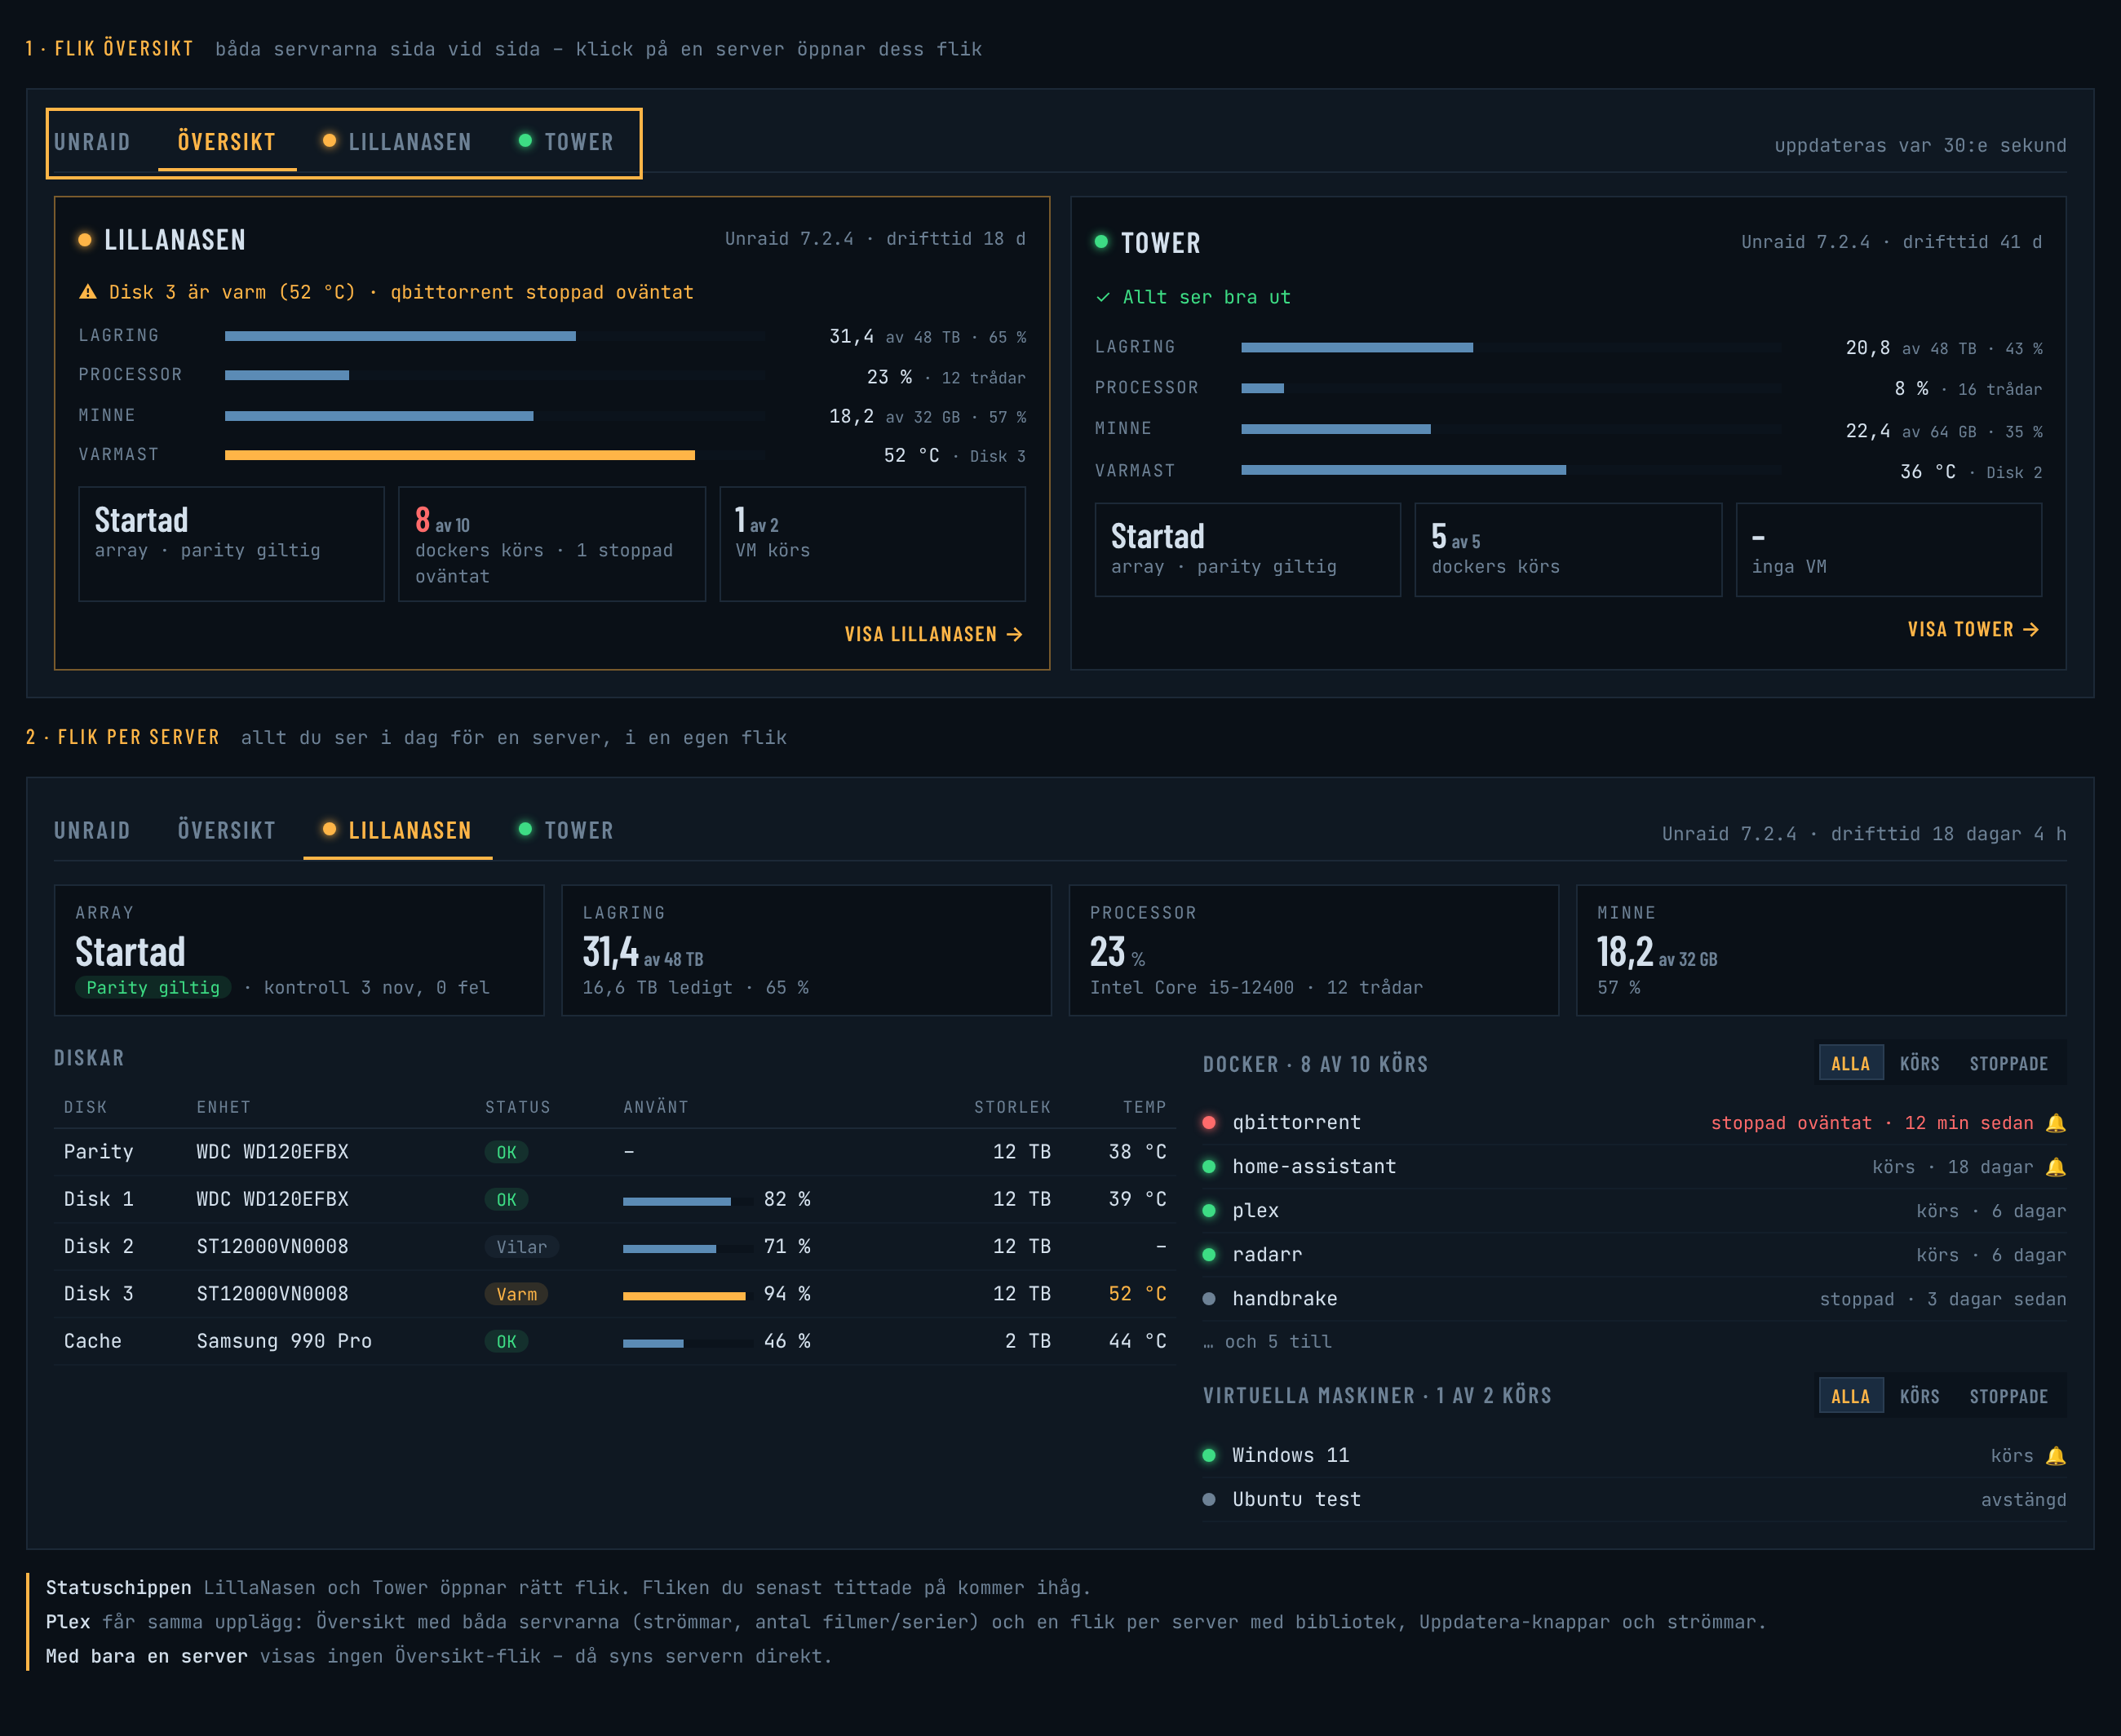 1 · FLIK ÖVERSIKT båda servrarna sida vid sida – klick på en server öppnar dess flik
UNRAID ÖVERSIKT LILLANASEN TOWER uppdateras var 30:e sekund
LILLANASEN Unraid 7.2.4 · drifttid 18 d
⚠ Disk 3 är varm (52 °C) · qbittorrent stoppad oväntat
LAGRING 31,4 av 48 TB · 65 %
PROCESSOR 23 % · 12 trådar
MINNE 18,2 av 32 GB · 57 %
VARMAST 52 °C · Disk 3
Startad
array · parity giltig
8 av 10
dockers körs · 1 stoppad
oväntat
1 av 2
VM körs
VISA LILLANASEN →
TOWER Unraid 7.2.4 · drifttid 41 d
✓ Allt ser bra ut
LAGRING 20,8 av 48 TB · 43 %
PROCESSOR 8 % · 16 trådar
MINNE 22,4 av 64 GB · 35 %
VARMAST 36 °C · Disk 2
Startad
array · parity giltig
5 av 5
dockers körs
–
inga VM
VISA TOWER →
2 · FLIK PER SERVER allt du ser i dag för en server, i en egen flik
UNRAID ÖVERSIKT LILLANASEN TOWER Unraid 7.2.4 · drifttid 18 dagar 4 h
ARRAY
Startad
Parity giltig · kontroll 3 nov, 0 fel
LAGRING
31,4 av 48 TB
16,6 TB ledigt · 65 %
PROCESSOR
23 %
Intel Core i5-12400 · 12 trådar
MINNE
18,2 av 32 GB
57 %
DISKAR
DISK ENHET STATUS ANVÄNT STORLEK TEMP
Parity WDC WD120EFBX OK – 12 TB 38 °C
Disk 1 WDC WD120EFBX OK 82 % 12 TB 39 °C
Disk 2 ST12000VN0008 Vilar 71 % 12 TB –
Disk 3 ST12000VN0008 Varm 94 % 12 TB 52 °C
Cache Samsung 990 Pro OK 46 % 2 TB 44 °C
DOCKER · 8 AV 10 KÖRS ALLA KÖRS STOPPADE
qbittorrent stoppad oväntat · 12 min sedan 🔔
home-assistant körs · 18 dagar 🔔
plex körs · 6 dagar
radarr körs · 6 dagar
handbrake stoppad · 3 dagar sedan
… och 5 till
VIRTUELLA MASKINER · 1 AV 2 KÖRS ALLA KÖRS STOPPADE
Windows 11 körs 🔔
Ubuntu test avstängd
Statuschippen LillaNasen och Tower öppnar rätt flik. Fliken du senast tittade på kommer ihåg.
Plex får samma upplägg: Översikt med båda servrarna (strömmar, antal filmer/serier) och en flik per server med bibliotek, Uppdatera-knappar och strömmar.
Med bara en server visas ingen Översikt-flik – då syns servern direkt.